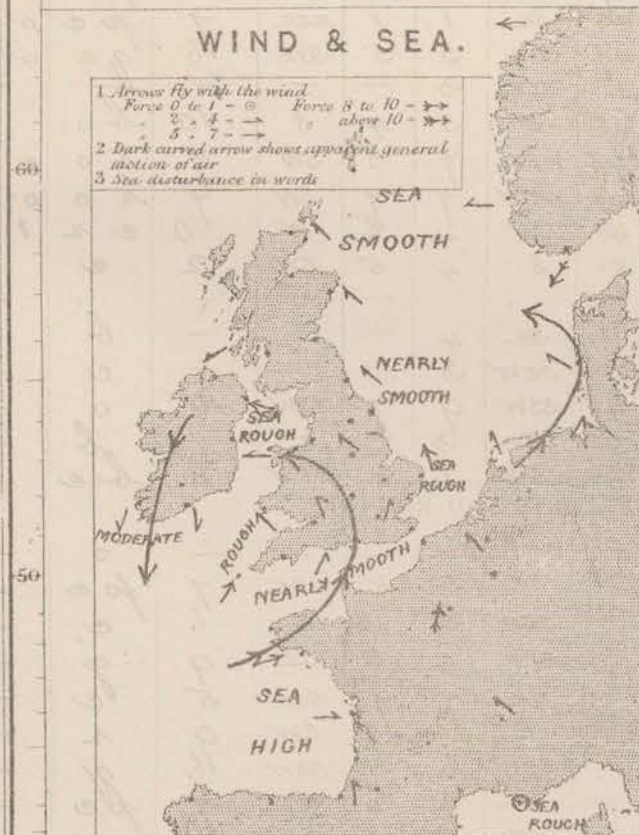 WIND & SEA.
1 Arrows fly with the wind
Force 0 to 1 - ⊙ Force 8 to 10 - ↠
„ 2 „ 4 - → „ above 10 - ↠
„ 5 „ 7 - →
2 Dark curved arrow shows apparent general
motion of air
3 Sea disturbance in words
60
SEA
SMOOTH
NEARLY
SMOOTH
SEA
ROUGH
SEA
ROUGH
MODERATE
ROUGH
50
NEARLY SMOOTH
SEA
HIGH
SEA
ROUGH